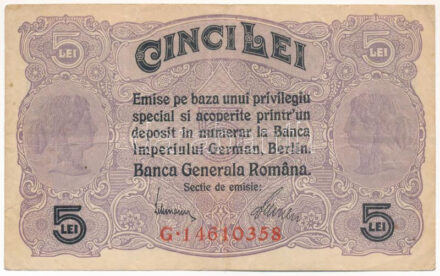 5 LEI
CINCI LEI
5 LEI
Emise pe baza unui privilegiu
special si acoperite printr'un
deposit in numerar la Banca
Imperiului German, Berlin.
Banca Generala Româna.
Sectie de emisie:
5 LEI
G·14610358
5 LEI